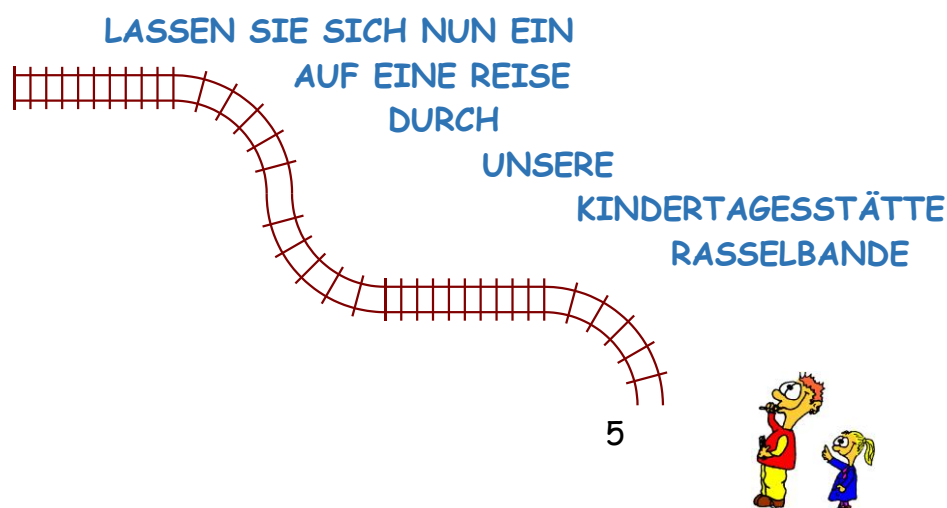 LASSEN SIE SICH NUN EIN
AUF EINE REISE
DURCH
UNSERE
KINDERTAGESSTÄTTE
RASSELBANDE
5